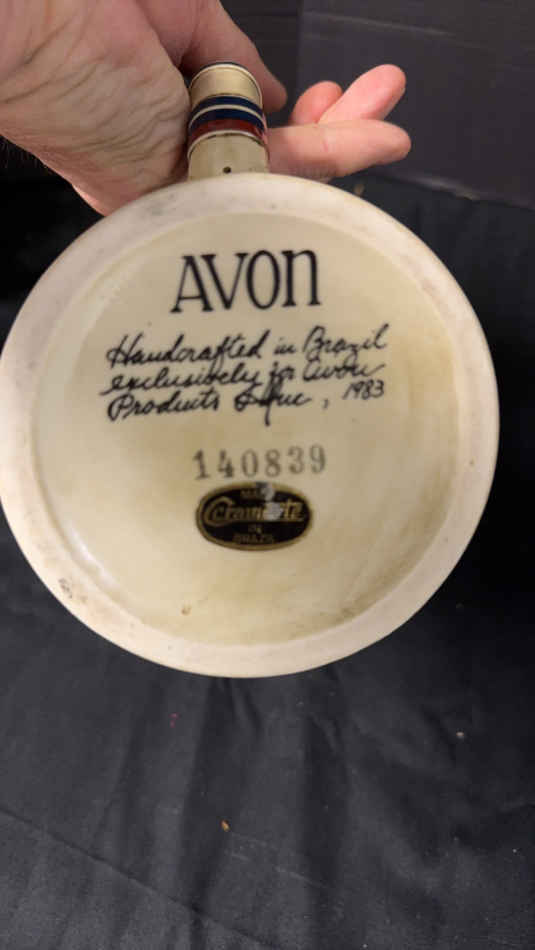 AVON
Handcrafted in Brazil
exclusively for Avon
Products Inc, 1983
140839
Ceramarte
IN
BRAZIL